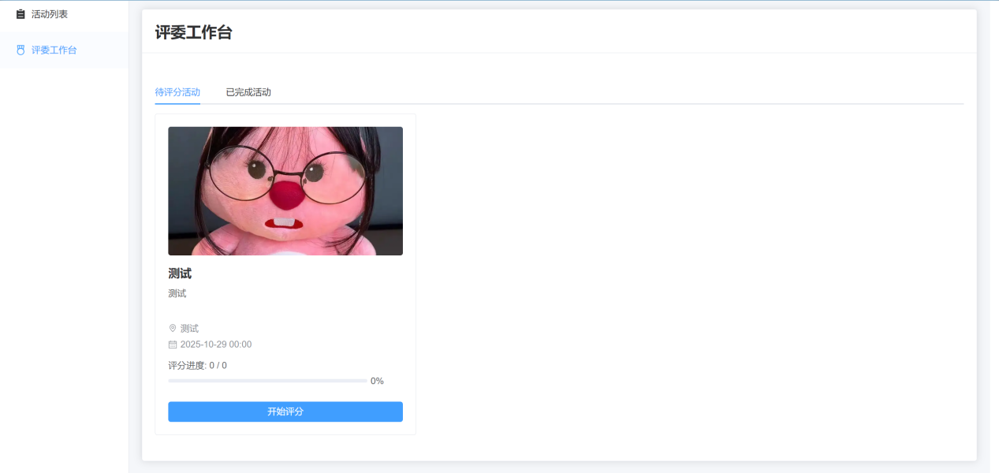 活动列表
评委工作台
评委工作台
待评分活动
已完成活动
测试
测试
测试
2025-10-29 00:00
评分进度: 0 / 0
0%
开始评分